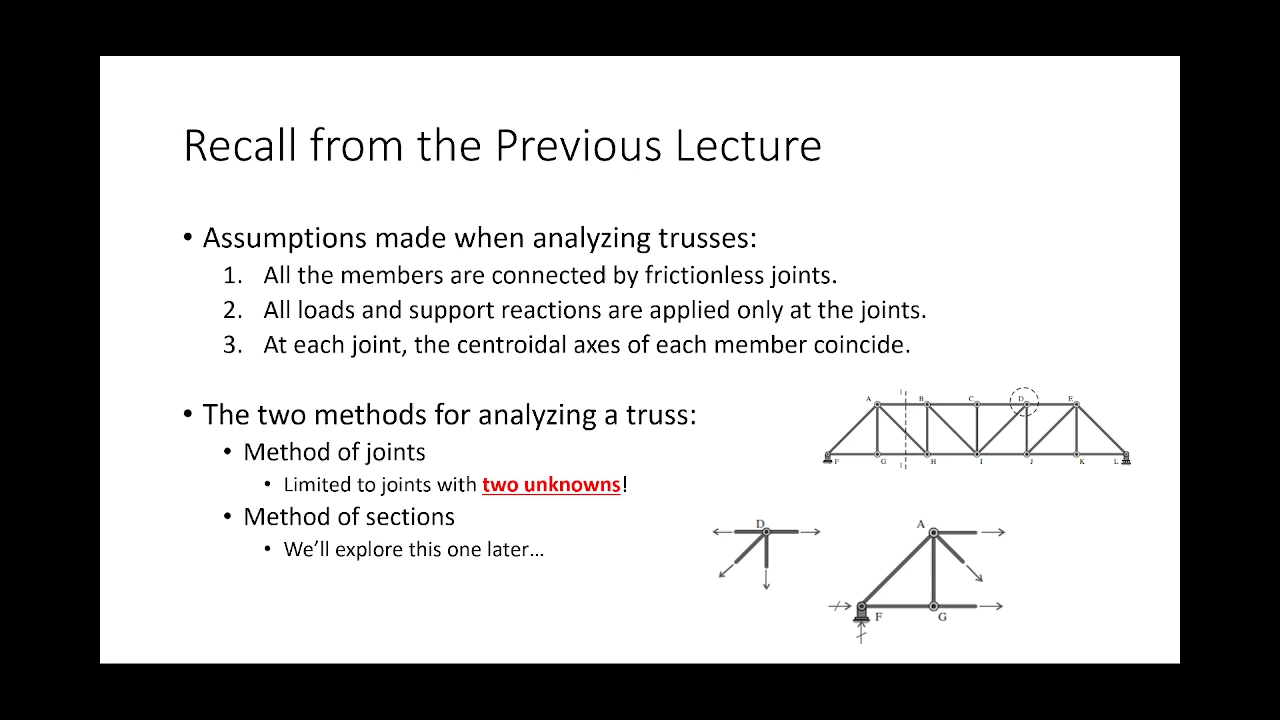 Recall from the Previous Lecture
• Assumptions made when analyzing trusses:
1. All the members are connected by frictionless joints.
2. All loads and support reactions are applied only at the joints.
3. At each joint, the centroidal axes of each member coincide.
• The two methods for analyzing a truss:
• Method of joints
• Limited to joints with two unknowns!
• Method of sections
• We'll explore this one later...
1
A B C D E
F G H I J K L
1
D
A
F G